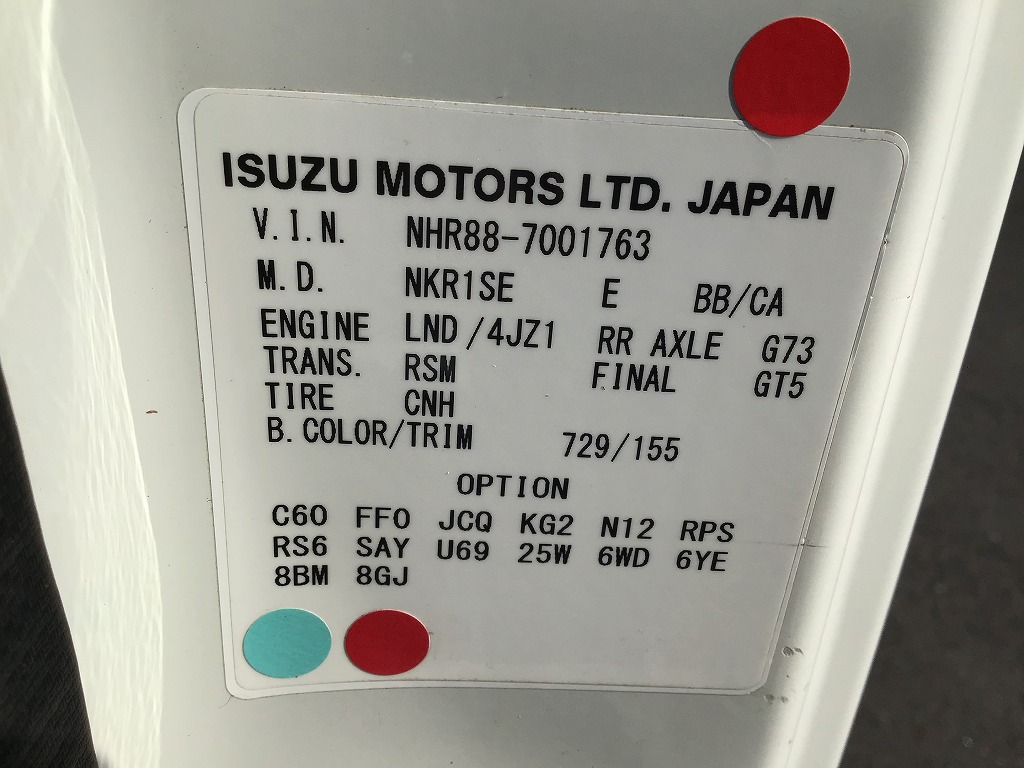 ISUZU MOTORS LTD. JAPAN
V.I.N. NHR88-7001763
M.D. NKR1SE E BB/CA
ENGINE LND/4JZ1 RR AXLE G73
TRANS. RSM FINAL GT5
TIRE CNH
B.COLOR/TRIM 729/155
OPTION
C60 FF0 JCQ KG2 N12 RPS
RS6 SAY U69 25W 6WD 6YE
8BM 8GJ